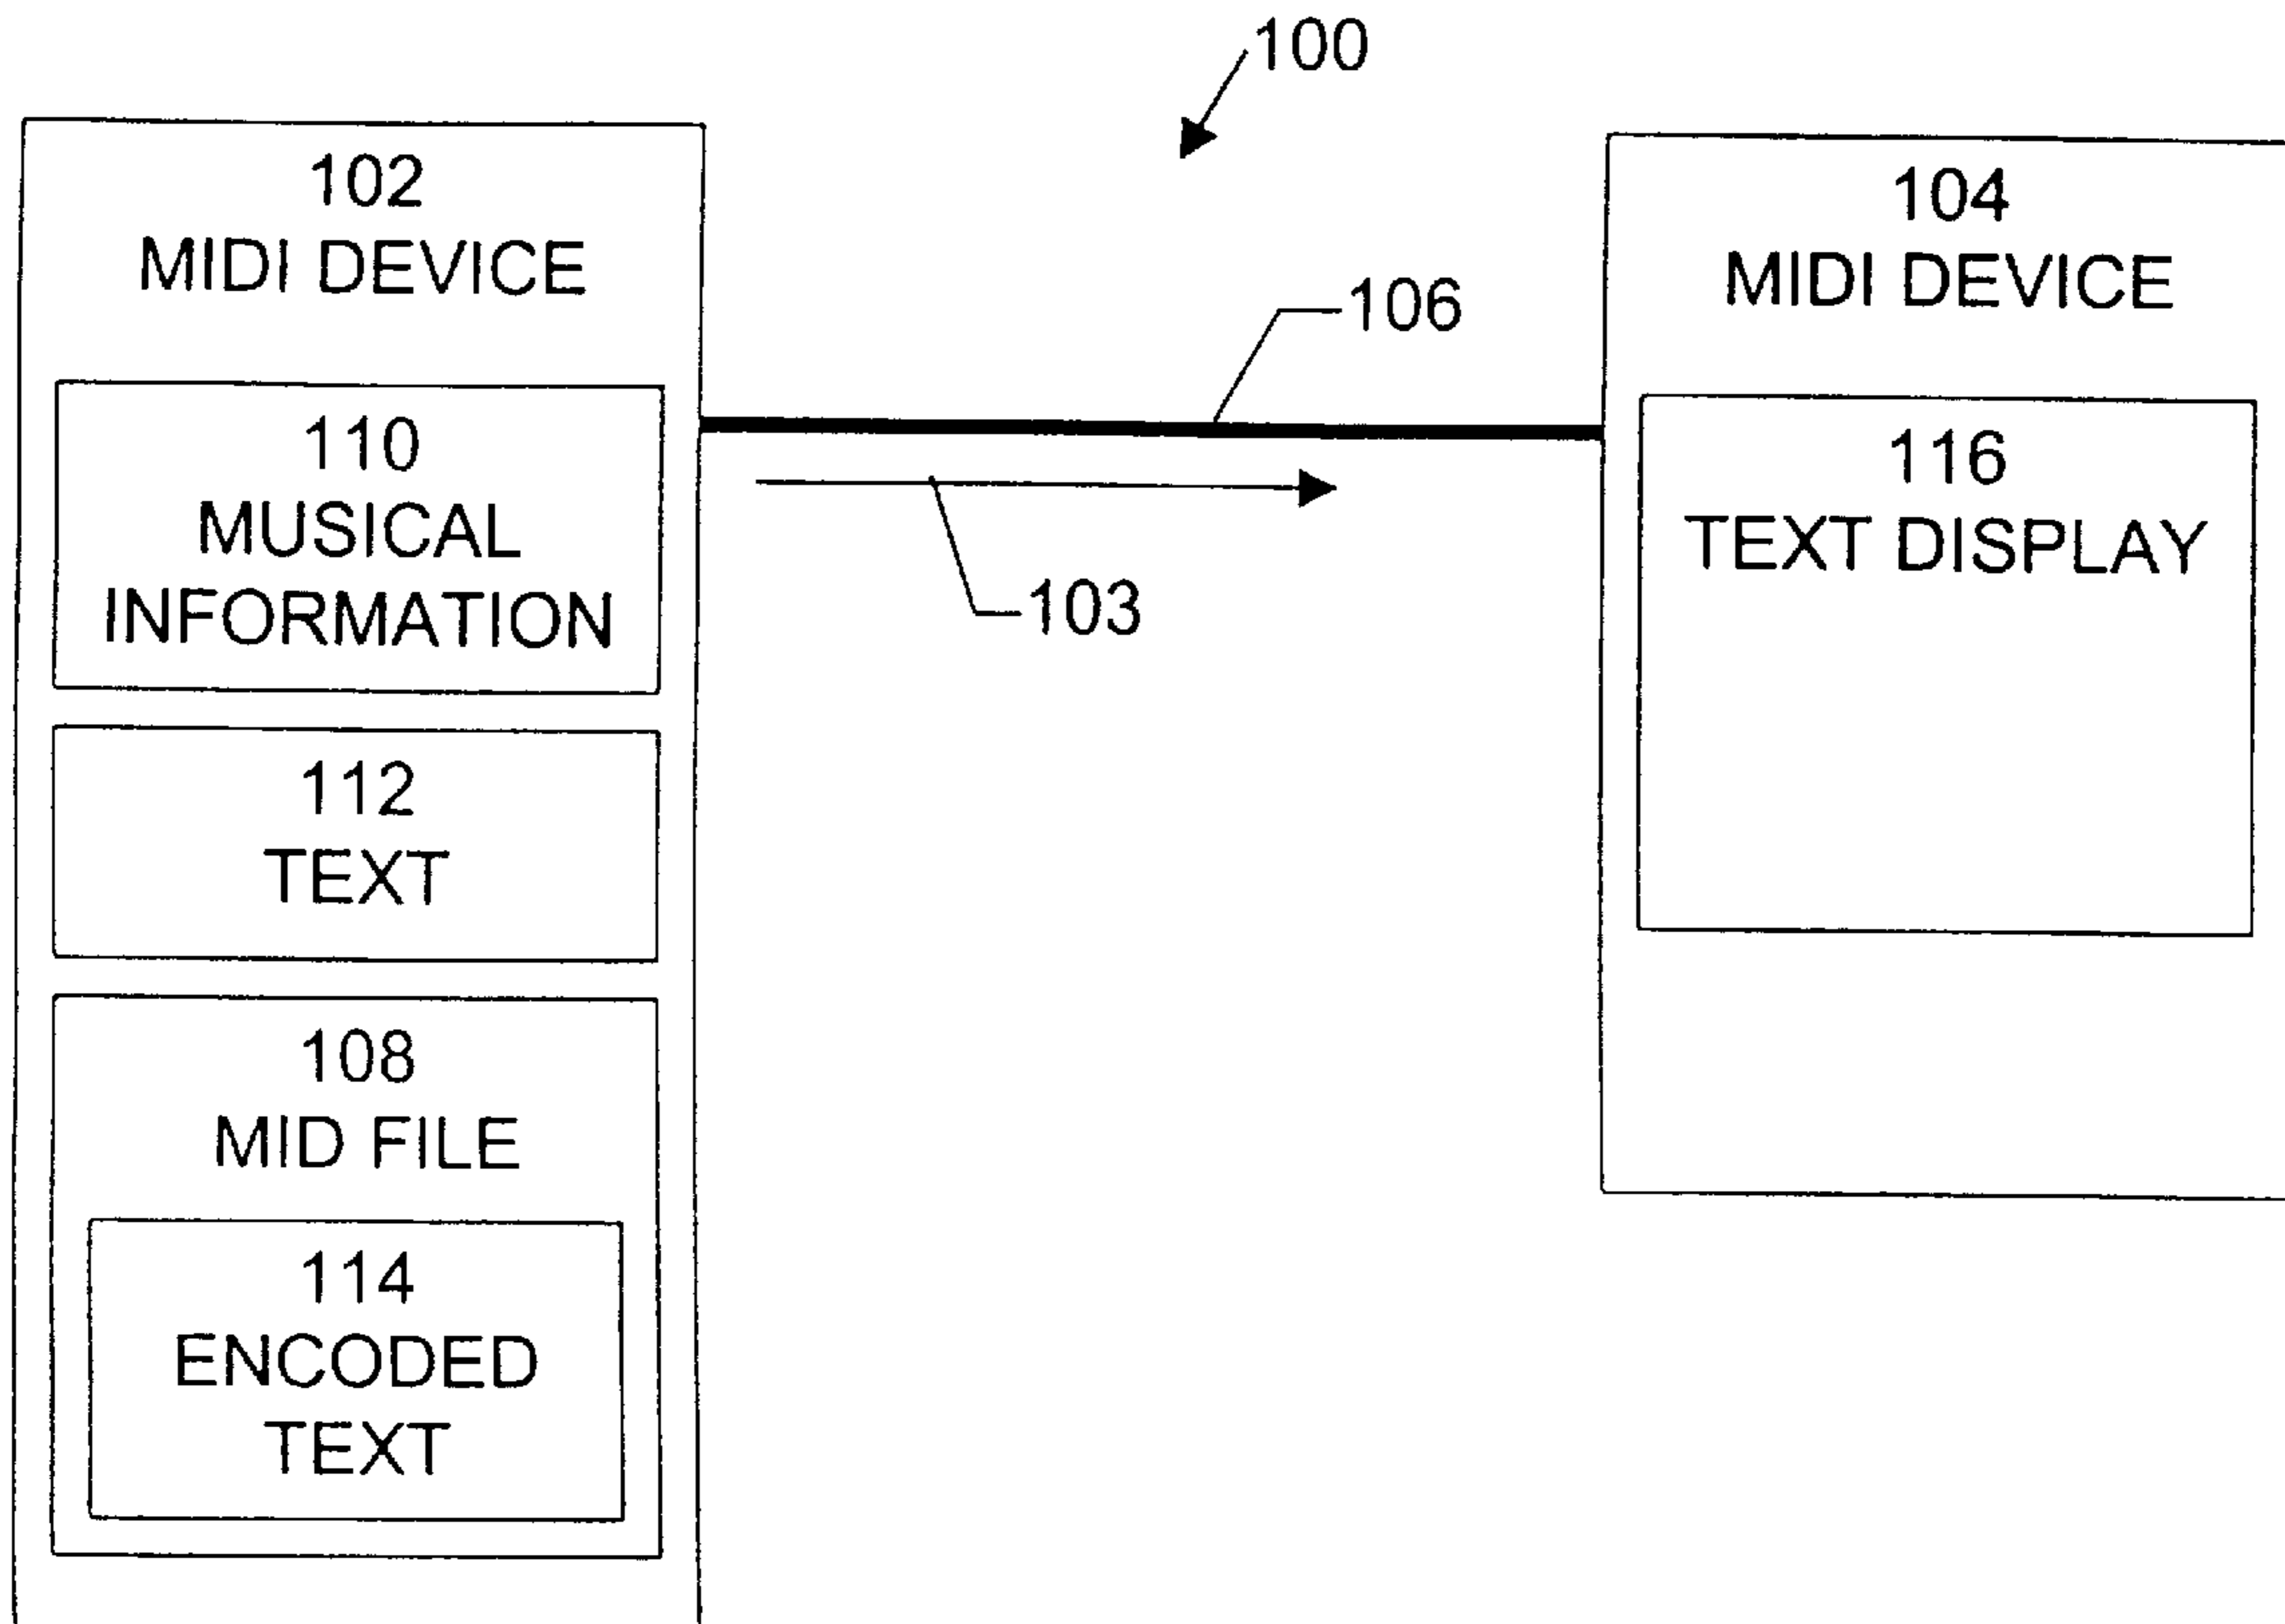 100
102
MIDI DEVICE
110
MUSICAL
INFORMATION
112
TEXT
108
MID FILE
114
ENCODED
TEXT
106
103
104
MIDI DEVICE
116
TEXT DISPLAY